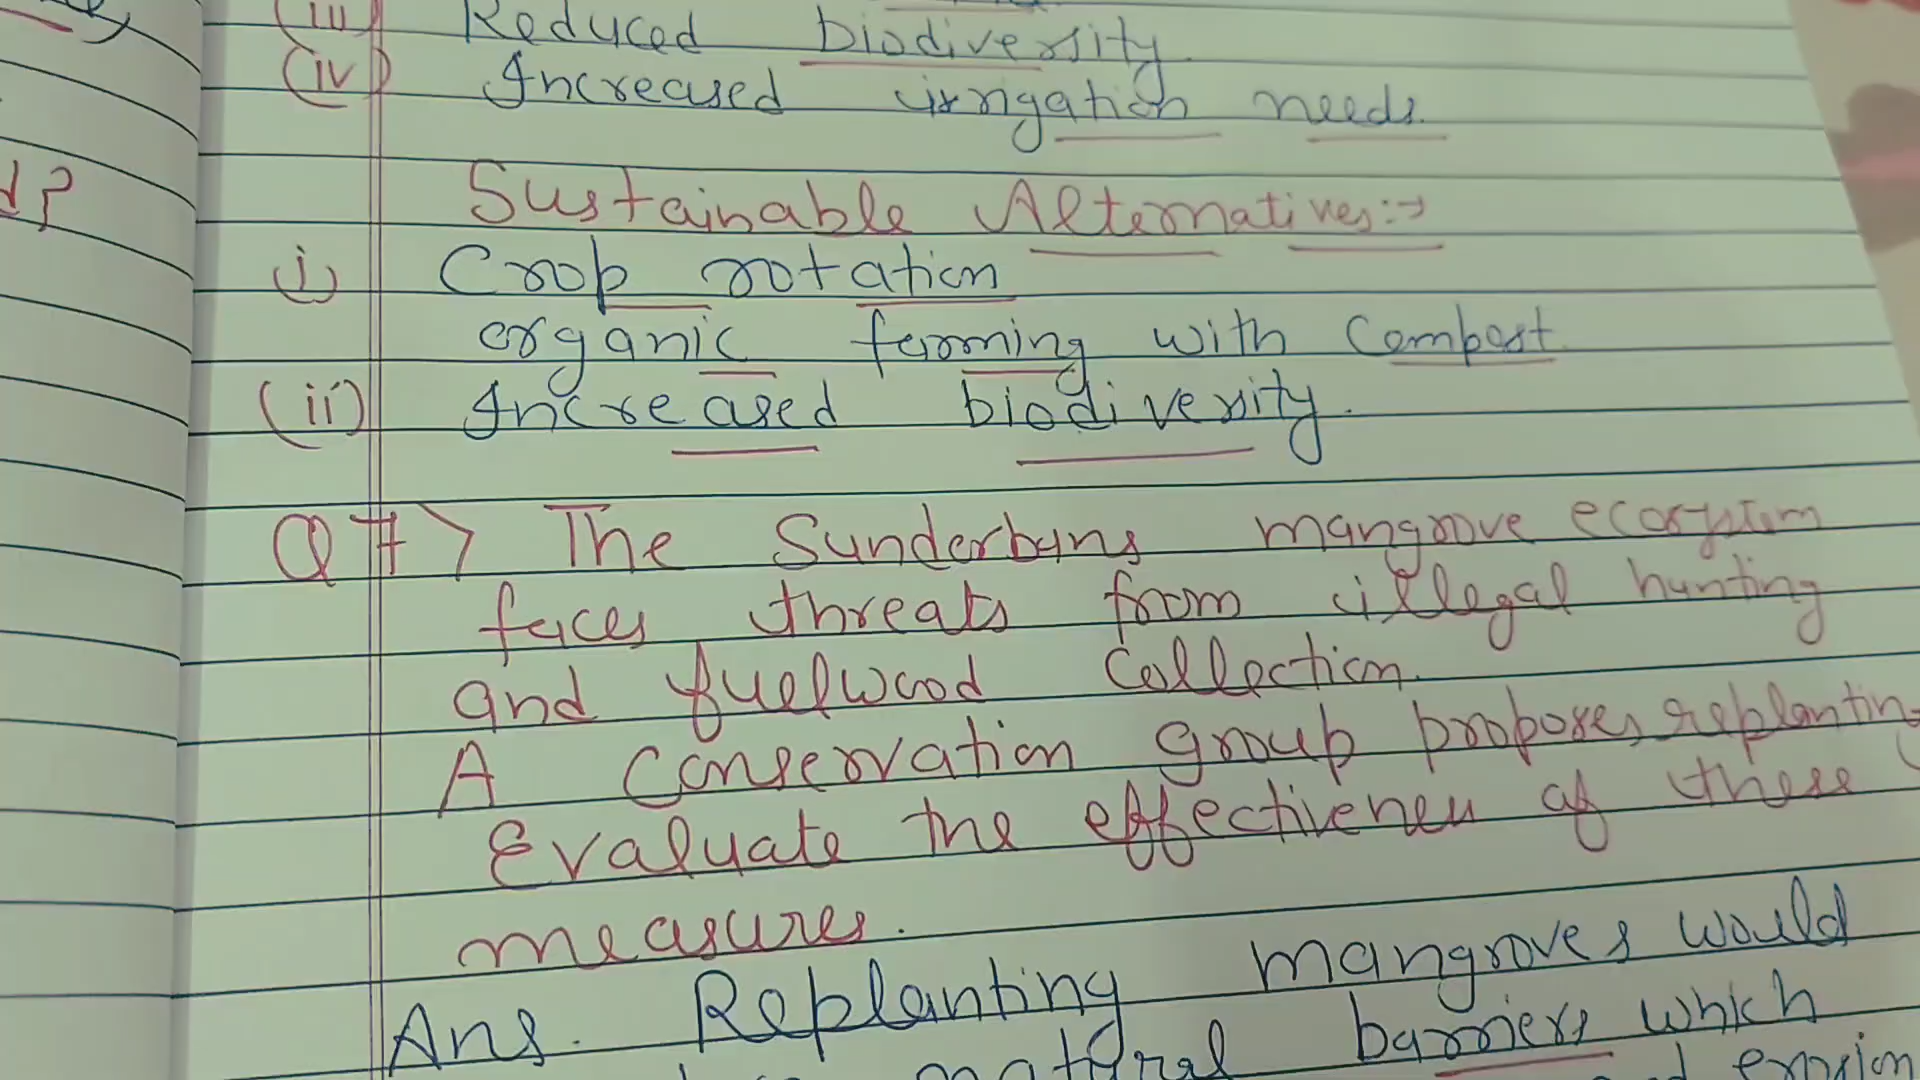 (iii) Reduced biodiversity.
(iv) Increased irrigation needs.
Sustainable Alternatives:→
i) Crop rotation
organic farming with compost.
(ii) Increased biodiversity.
Q7> The Sunderbans mangrove ecosystem
faces threats from illegal hunting
and fuelwood collection.
A conservation group proposes replanting
Evaluate the effectiveness of these
measures.
Ans. Replanting mangroves would
natural barriers which
erosion